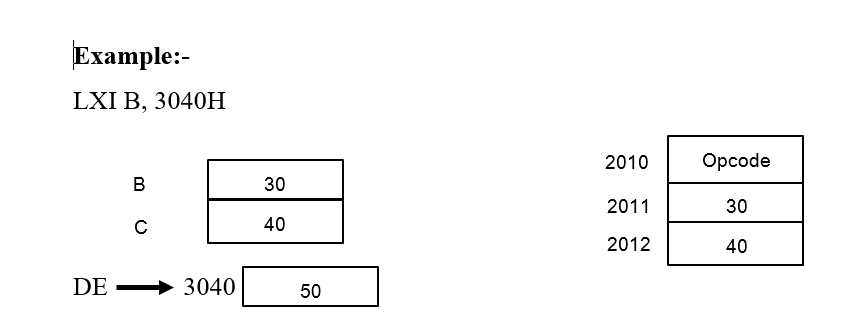 Example:-
LXI B, 3040H
B 30
C 40
DE 3040 50
2010 Opcode
2011 30
2012 40